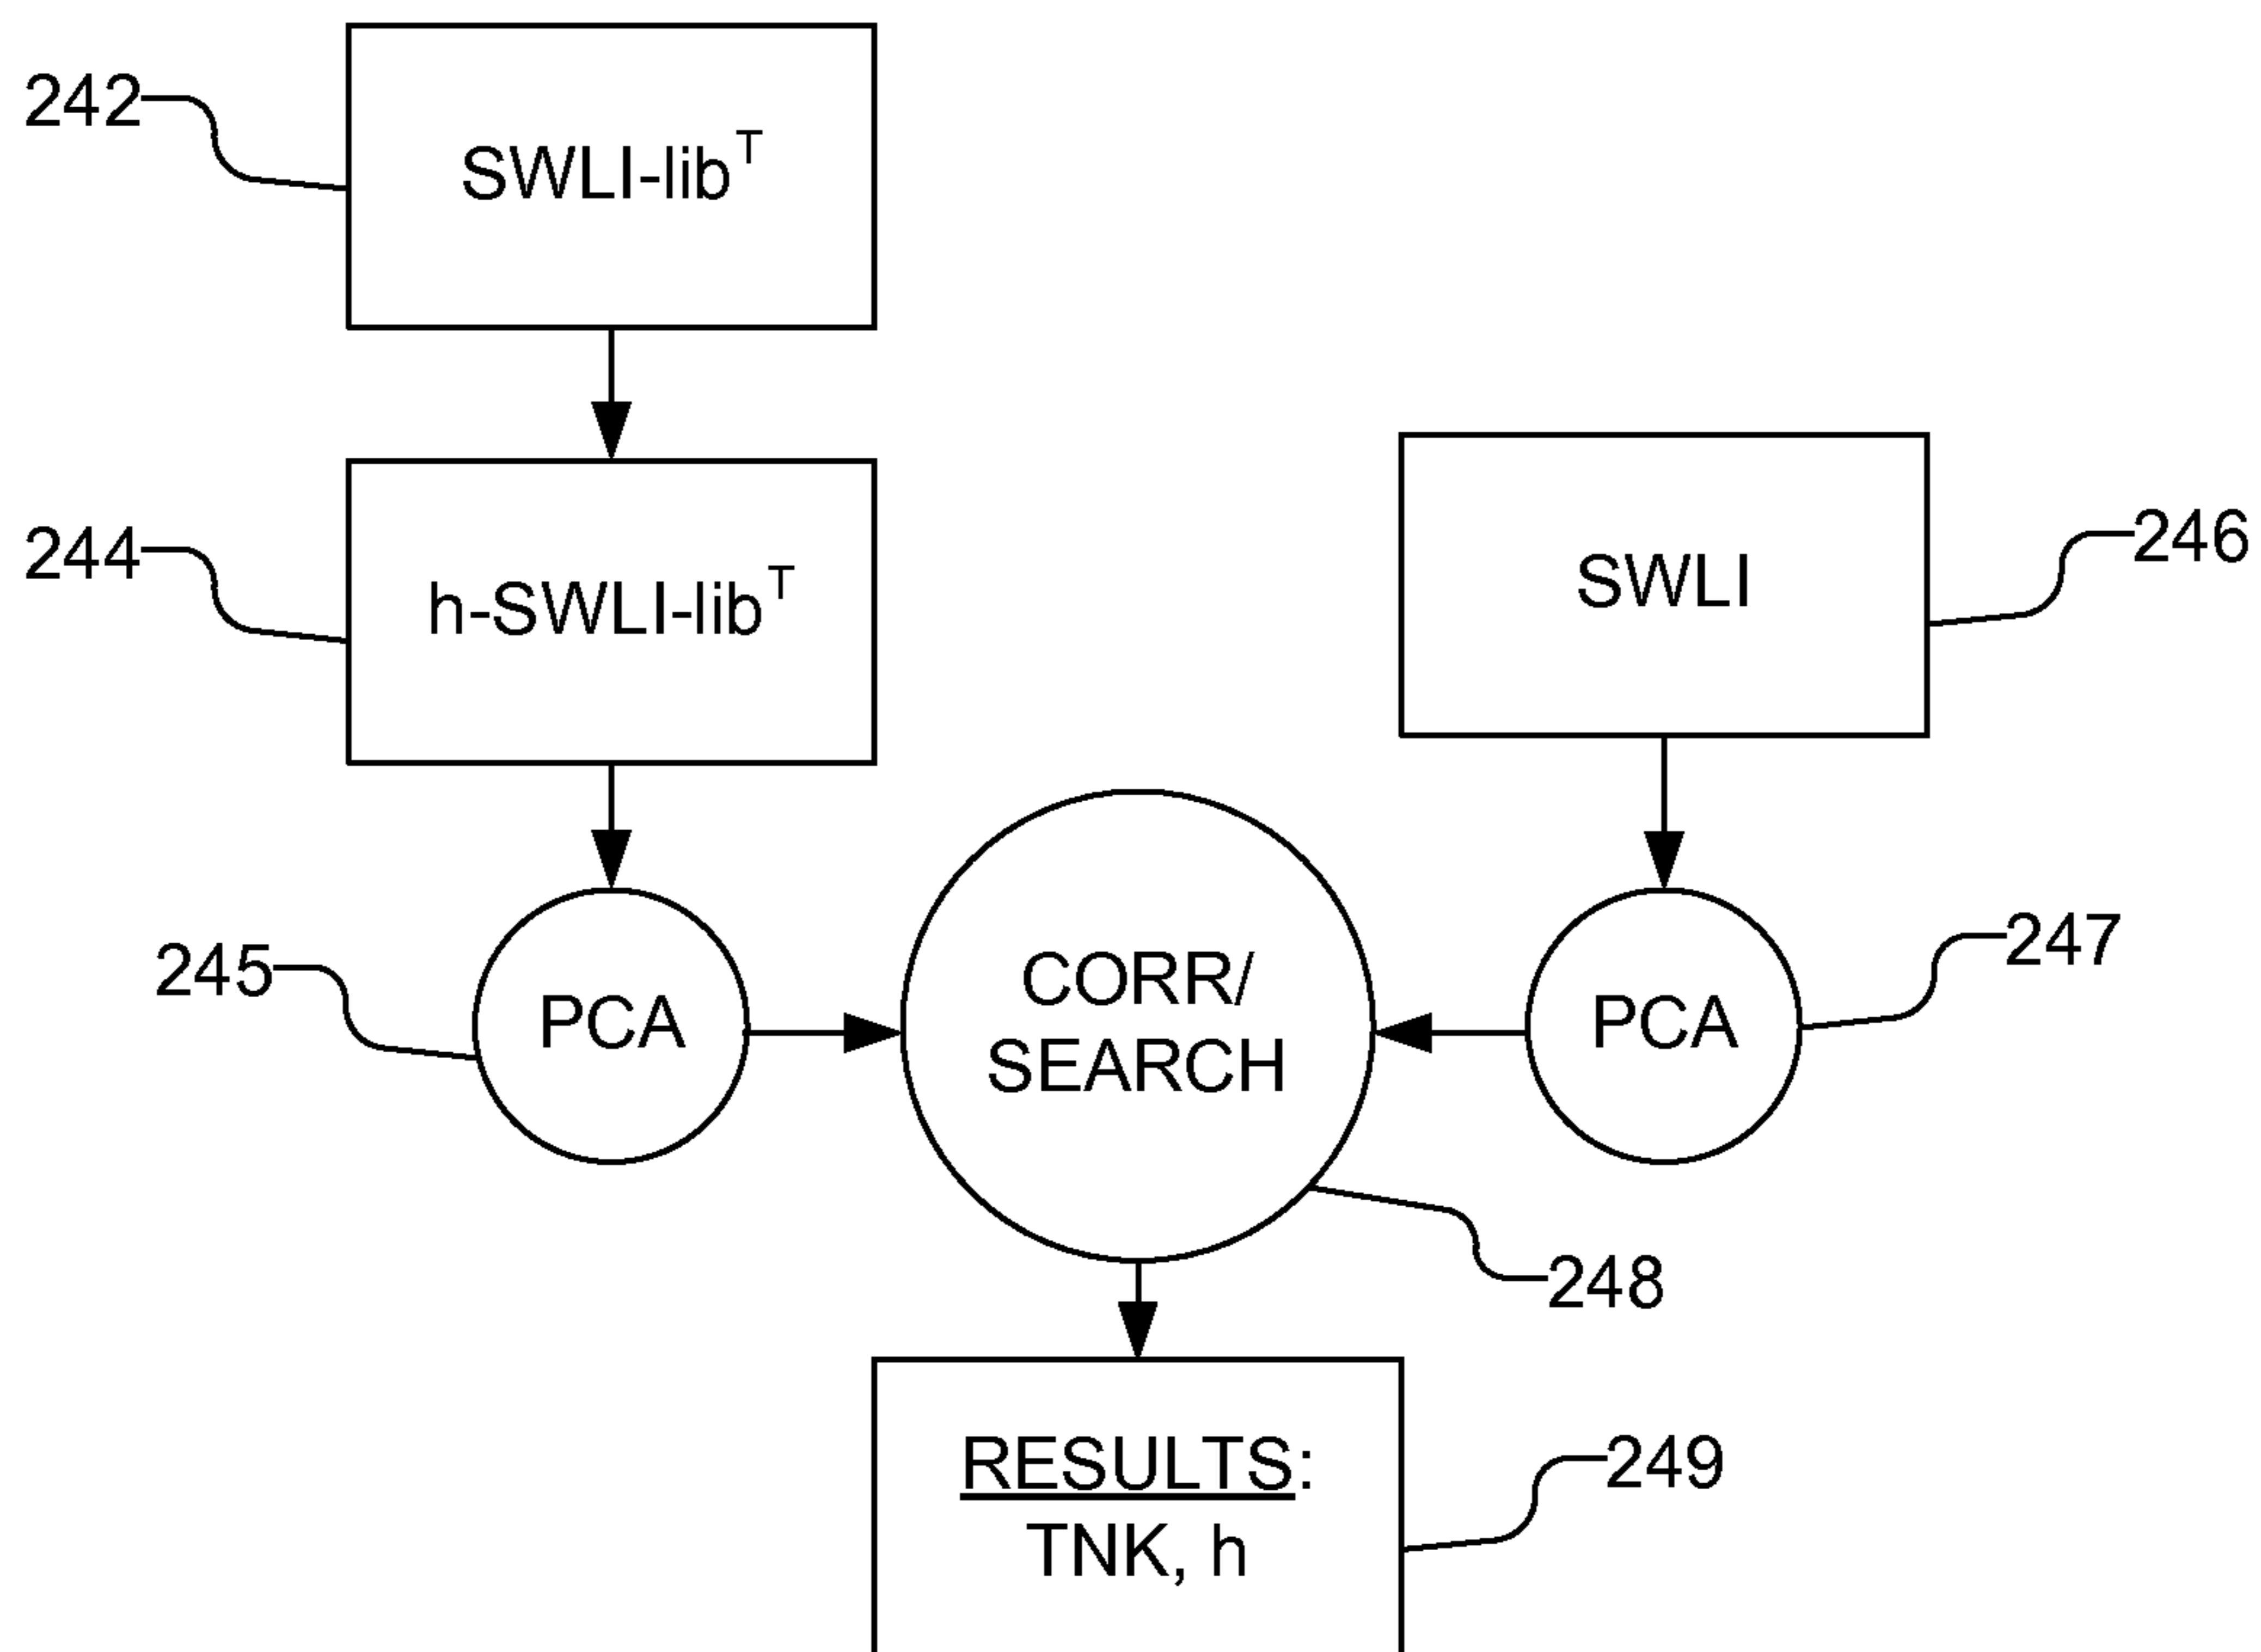 242
SWLI-lib^T
244
h-SWLI-lib^T
SWLI
246
245
PCA
CORR/
SEARCH
PCA
247
248
RESULTS:
TNK, h
249